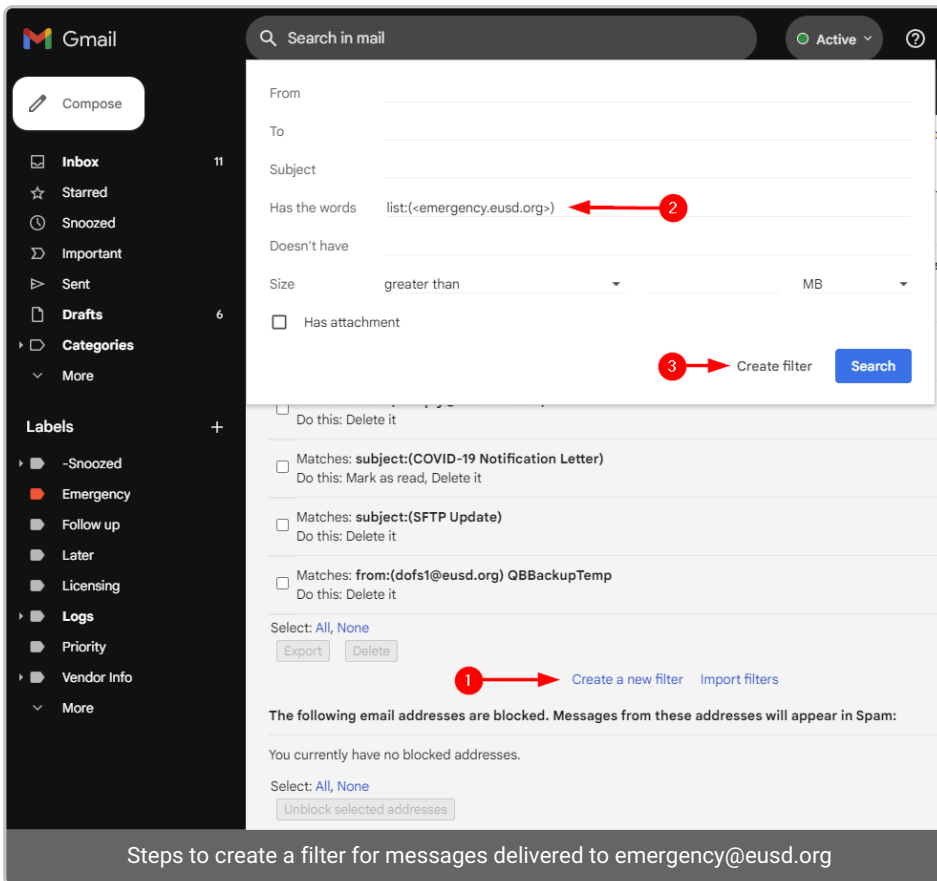 Gmail
Search in mail
Active
Compose
Inbox 11
Starred
Snoozed
Important
Sent
Drafts 6
Categories
More
Labels +
-Snoozed
Emergency
Follow up
Later
Licensing
Logs
Priority
Vendor Info
More
From
To
Subject
Has the words list:(<emergency.eusd.org>) 2
Doesn't have
Size greater than MB
Has attachment
3 Create filter Search
Do this: Delete it
Matches: subject:(COVID-19 Notification Letter)
Do this: Mark as read, Delete it
Matches: subject:(SFTP Update)
Do this: Delete it
Matches: from:(dofs1@eusd.org) QBBackupTemp
Do this: Delete it
Select: All, None
Export Delete
1 Create a new filter Import filters
The following email addresses are blocked. Messages from these addresses will appear in Spam:
You currently have no blocked addresses.
Select: All, None
Unblock selected addresses
Steps to create a filter for messages delivered to emergency@eusd.org